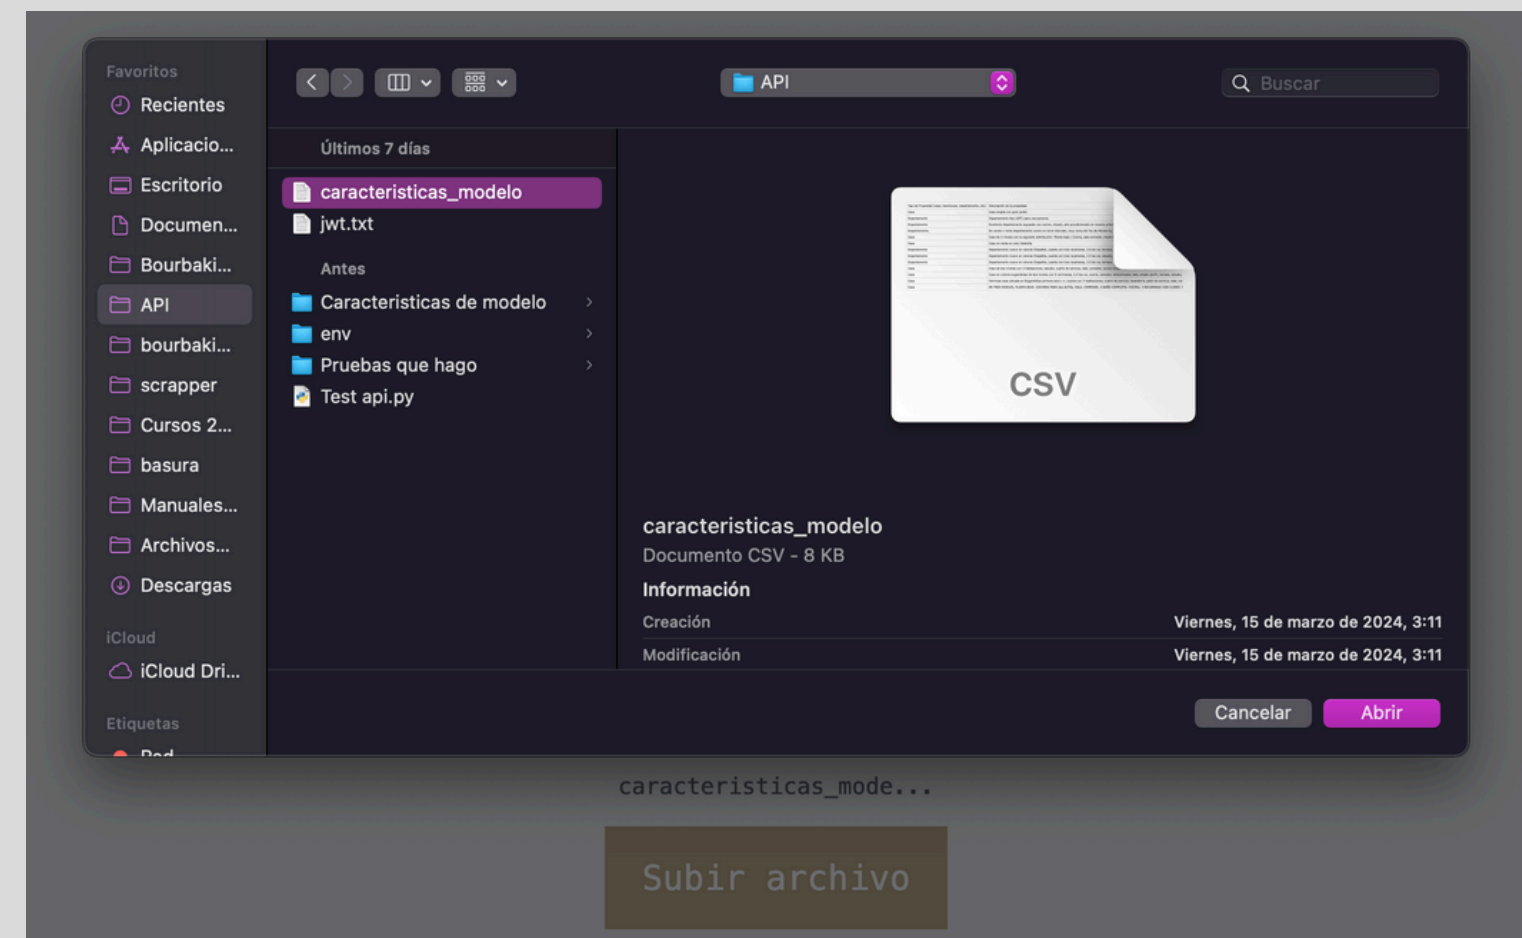 Favoritos
Recientes
Aplicacio...
Escritorio
Documen...
Bourbaki...
API
bourbaki...
scrapper
Cursos 2...
basura
Manuales...
Archivos...
Descargas
iCloud
iCloud Dri...
Etiquetas
API
Buscar
Últimos 7 días
caracteristicas_modelo
jwt.txt
Antes
Caracteristicas de modelo
env
Pruebas que hago
Test api.py
CSV
caracteristicas_modelo
Documento CSV - 8 KB
Información
Creación Viernes, 15 de marzo de 2024, 3:11
Modificación Viernes, 15 de marzo de 2024, 3:11
Cancelar Abrir
caracteristicas_mode...
Subir archivo